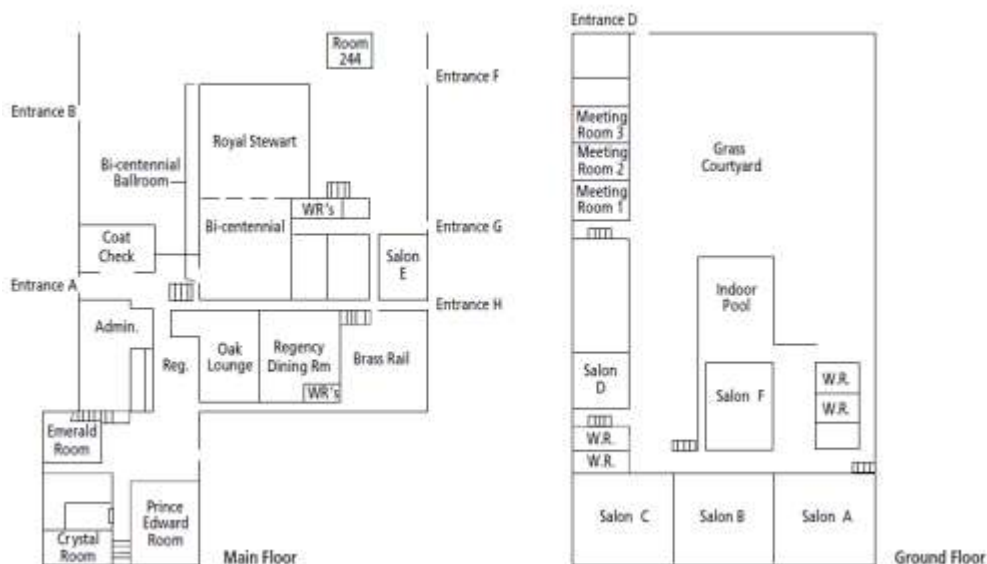 Room
244
Entrance F
Entrance B
Royal Stewart
Bi-centennial
Ballroom
WR's
Bi-centennial
Entrance G
Coat
Check
Salon
E
Entrance A
Entrance H
Admin.
Reg.
Oak
Lounge
Regency
Dining Rm
Brass Rail
WR's
Emerald
Room
Prince
Edward
Room
Crystal
Room
Main Floor
Entrance D
Meeting
Room 3
Meeting
Room 2
Meeting
Room 1
Grass
Courtyard
Indoor
Pool
Salon
D
Salon F
W.R.
W.R.
W.R.
W.R.
Salon C
Salon B
Salon A
Ground Floor